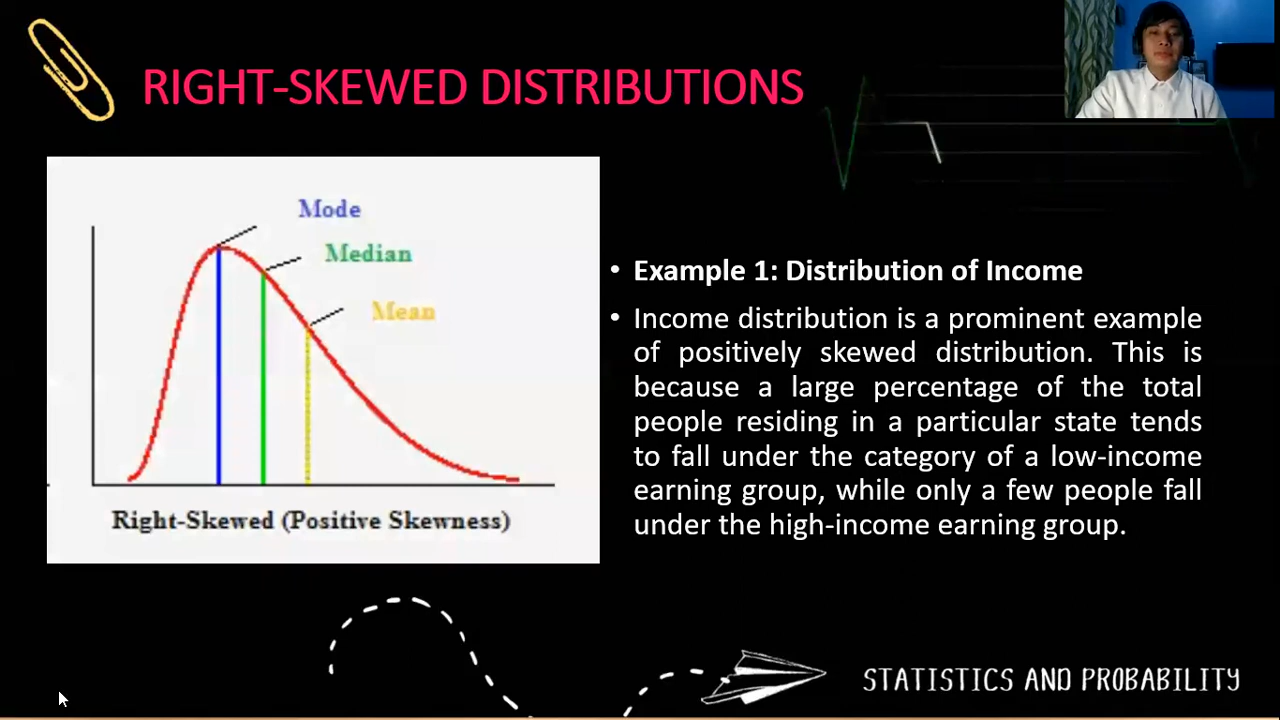 RIGHT-SKEWED DISTRIBUTIONS
Mode
Median
Mean
Right-Skewed (Positive Skewness)
• Example 1: Distribution of Income
• Income distribution is a prominent example
of positively skewed distribution. This is
because a large percentage of the total
people residing in a particular state tends
to fall under the category of a low-income
earning group, while only a few people fall
under the high-income earning group.
STATISTICS AND PROBABILITY